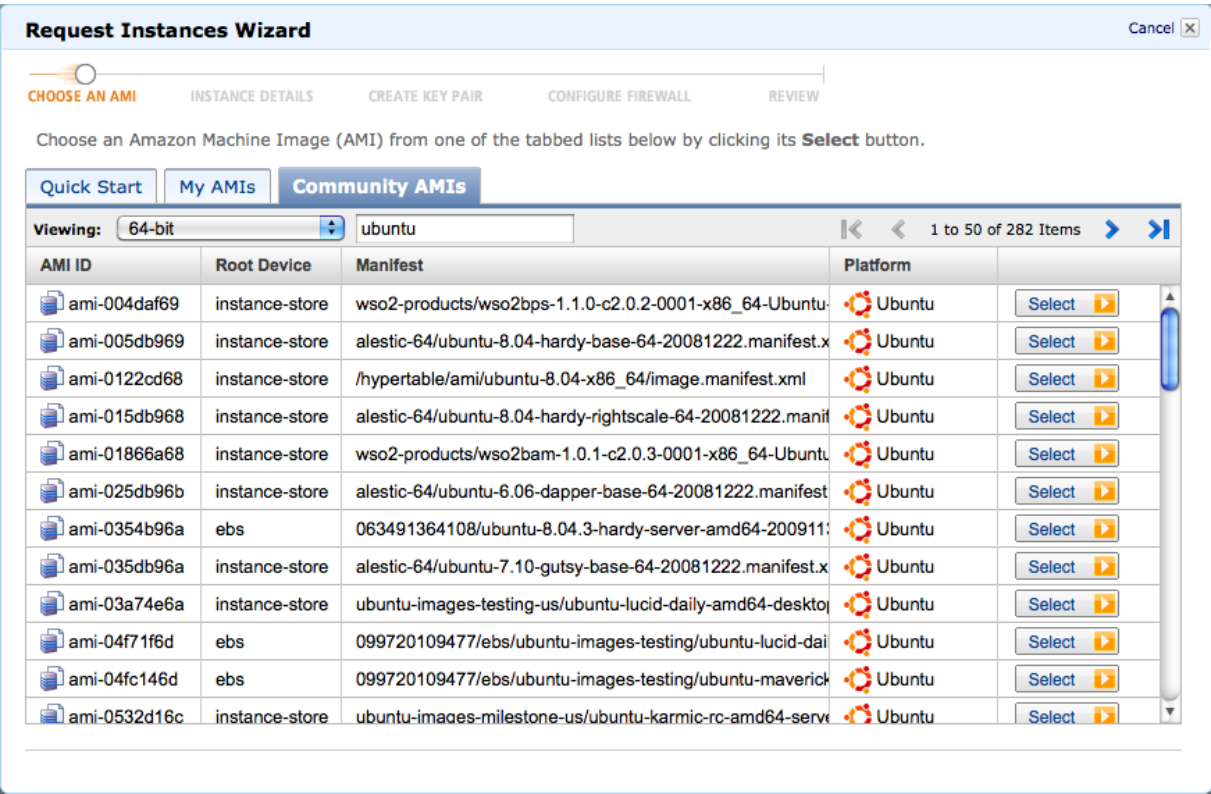 Request Instances Wizard Cancel
CHOOSE AN AMI INSTANCE DETAILS CREATE KEY PAIR CONFIGURE FIREWALL REVIEW
Choose an Amazon Machine Image (AMI) from one of the tabbed lists below by clicking its Select button.
Quick Start My AMIs Community AMIs
Viewing: 64-bit ubuntu 1 to 50 of 282 Items
AMI ID Root Device Manifest Platform
ami-004daf69 instance-store wso2-products/wso2bps-1.1.0-c2.0.2-0001-x86_64-Ubuntu- Ubuntu Select
ami-005db969 instance-store alestic-64/ubuntu-8.04-hardy-base-64-20081222.manifest.x Ubuntu Select
ami-0122cd68 instance-store /hypertable/ami/ubuntu-8.04-x86_64/image.manifest.xml Ubuntu Select
ami-015db968 instance-store alestic-64/ubuntu-8.04-hardy-rightscale-64-20081222.manif Ubuntu Select
ami-01866a68 instance-store wso2-products/wso2bam-1.0.1-c2.0.3-0001-x86_64-Ubuntu Ubuntu Select
ami-025db96b instance-store alestic-64/ubuntu-6.06-dapper-base-64-20081222.manifest Ubuntu Select
ami-0354b96a ebs 063491364108/ubuntu-8.04.3-hardy-server-amd64-2009113 Ubuntu Select
ami-035db96a instance-store alestic-64/ubuntu-7.10-gutsy-base-64-20081222.manifest.x Ubuntu Select
ami-03a74e6a instance-store ubuntu-images-testing-us/ubuntu-lucid-daily-amd64-desktop Ubuntu Select
ami-04f71f6d ebs 099720109477/ebs/ubuntu-images-testing/ubuntu-lucid-dai Ubuntu Select
ami-04fc146d ebs 099720109477/ebs/ubuntu-images-testing/ubuntu-maverick Ubuntu Select
ami-0532d16c instance-store ubuntu-images-milestone-us/ubuntu-karmic-rc-amd64-serve Ubuntu Select